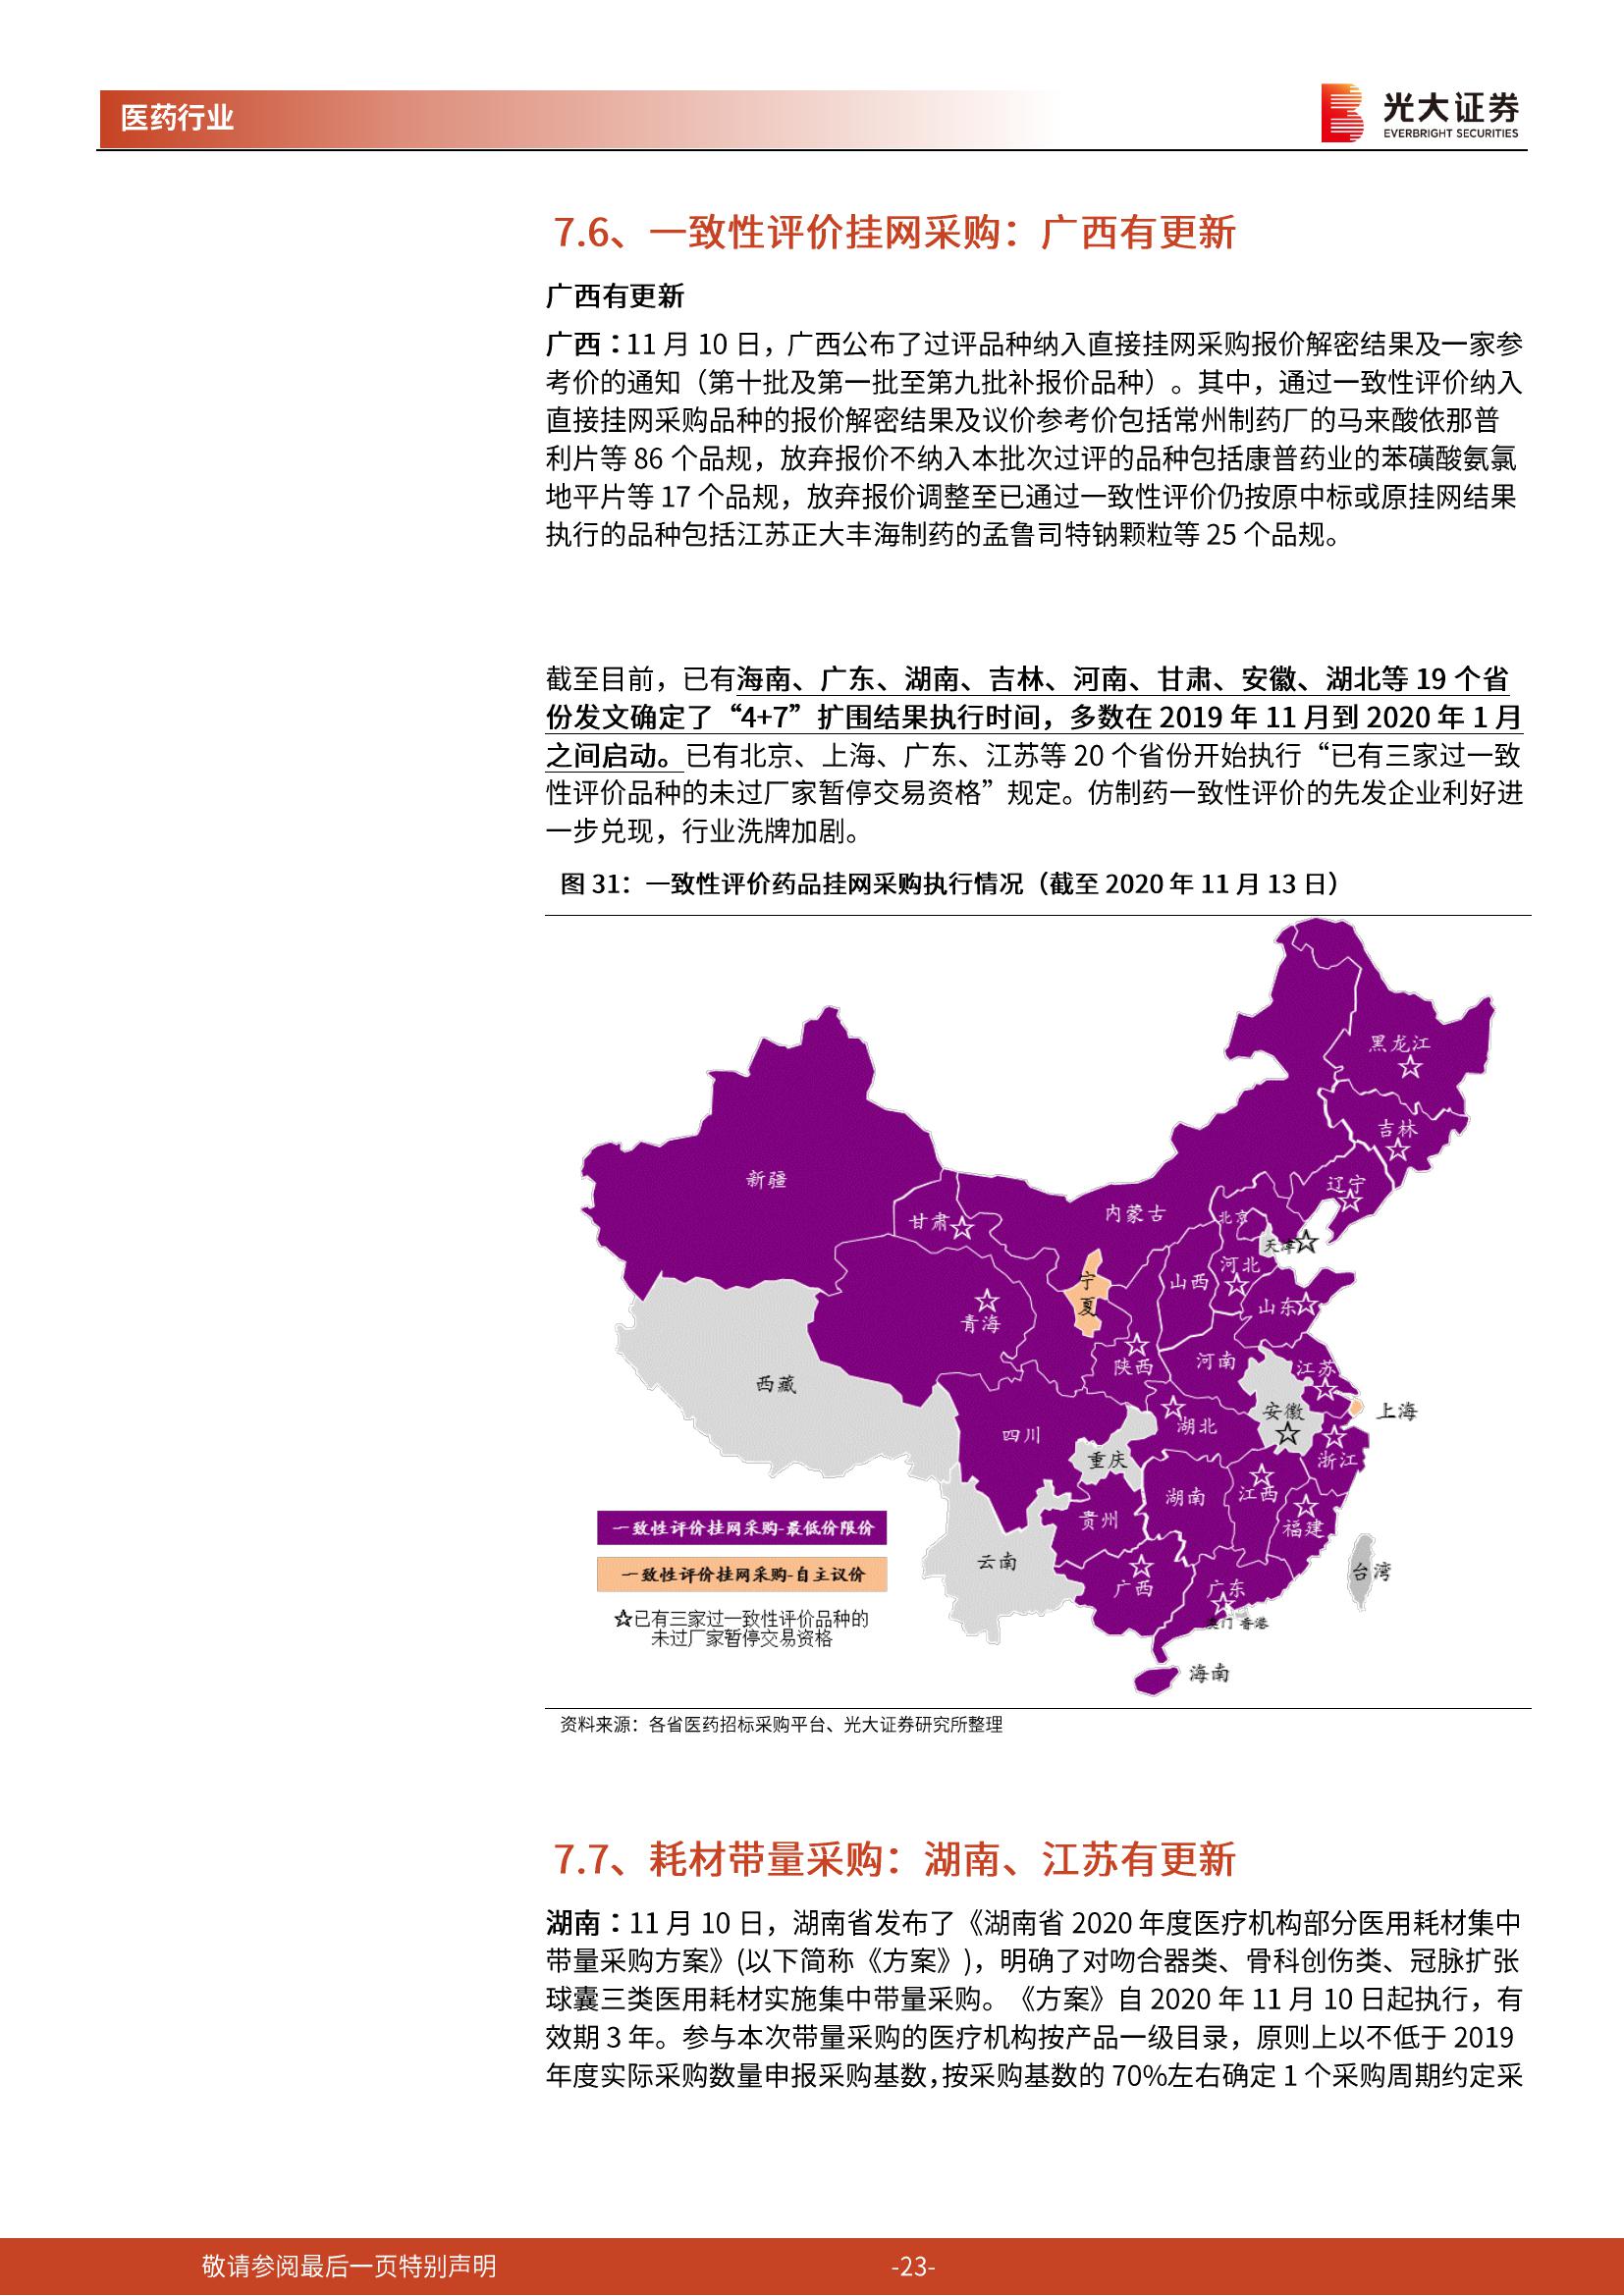 医药行业
光大证券
EVERBRIGHT SECURITIES
7.6、一致性评价挂网采购：广西有更新
广西有更新
广西：11 月 10 日，广西公布了过评品种纳入直接挂网采购报价解密结果及一家参
考价的通知（第十批及第一批至第九批补报价品种）。其中，通过一致性评价纳入
直接挂网采购品种的报价解密结果及议价参考价包括常州制药厂的马来酸依那普
利片等 86 个品规，放弃报价不纳入本批次过评的品种包括康普药业的苯磺酸氨氯
地平片等 17 个品规，放弃报价调整至已通过一致性评价仍按原中标或原挂网结果
执行的品种包括江苏正大丰海制药的孟鲁司特钠颗粒等 25 个品规。
截至目前，已有海南、广东、湖南、吉林、河南、甘肃、安徽、湖北等 19 个省
份发文确定了“4+7”扩围结果执行时间，多数在 2019 年 11 月到 2020 年 1 月
之间启动。已有北京、上海、广东、江苏等 20 个省份开始执行“已有三家过一致
性评价品种的未过厂家暂停交易资格”规定。仿制药一致性评价的先发企业利好进
一步兑现，行业洗牌加剧。
图 31：一致性评价药品挂网采购执行情况（截至 2020 年 11 月 13 日）
黑龙江
☆
吉林
☆
辽宁
☆
新疆
内蒙古
甘肃☆
北京
天津☆
河北
☆
宁
夏
山西
山东☆
☆
青海
☆
陕西
河南
江苏
☆
西藏
安徽
☆
上海
☆
湖北
四川
☆
浙江
重庆
☆
江西
湖南
☆
福建
贵州
一致性评价挂网采购-最低价限价
云南
☆
广西
台湾
一致性评价挂网采购-自主议价
广东
☆
澳门 香港
☆已有三家过一致性评价品种的
未过厂家暂停交易资格
海南
资料来源：各省医药招标采购平台、光大证券研究所整理
7.7、耗材带量采购：湖南、江苏有更新
湖南：11 月 10 日，湖南省发布了《湖南省 2020 年度医疗机构部分医用耗材集中
带量采购方案》(以下简称《方案》)，明确了对吻合器类、骨科创伤类、冠脉扩张
球囊三类医用耗材实施集中带量采购。《方案》自 2020 年 11 月 10 日起执行，有
效期 3 年。参与本次带量采购的医疗机构按产品一级目录，原则上以不低于 2019
年度实际采购数量申报采购基数，按采购基数的 70%左右确定 1 个采购周期约定采
敬请参阅最后一页特别声明
-23-